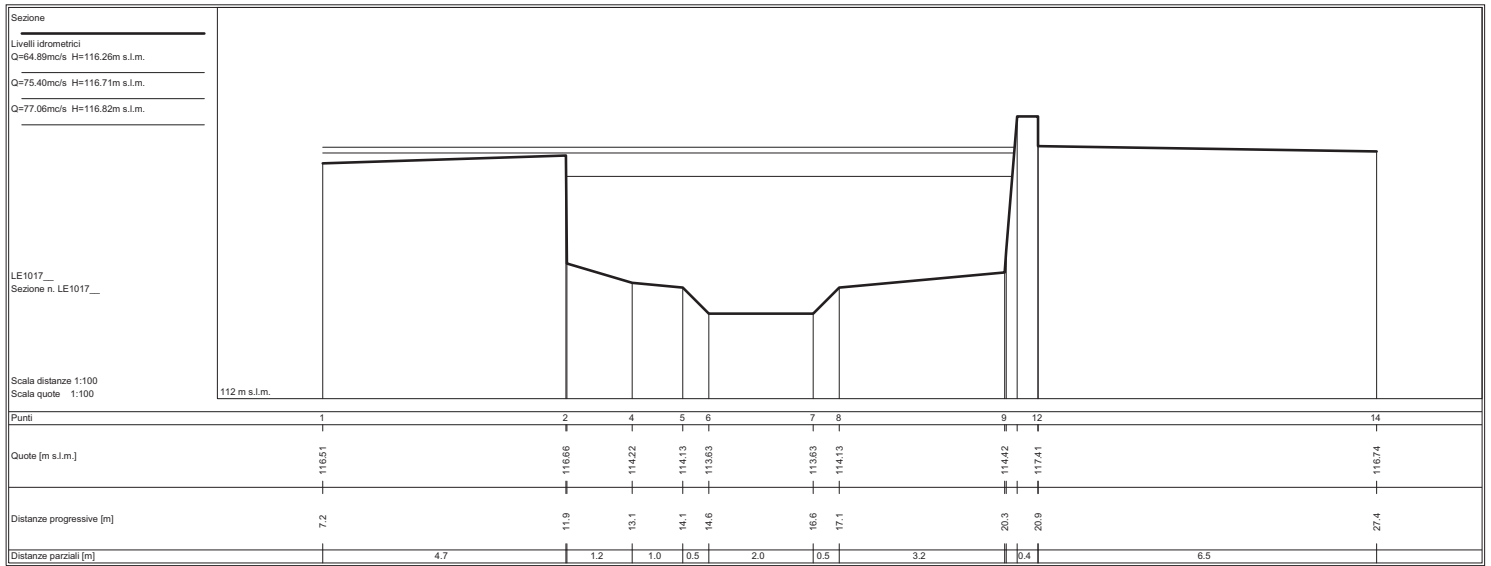 Sezione
Livelli idrometrici
Q=64.89mc/s H=116.26m s.l.m.
Q=75.40mc/s H=116.71m s.l.m.
Q=77.06mc/s H=116.82m s.l.m.
LE1017__
Sezione n. LE1017__
Scala distanze 1:100
Scala quote 1:100
112 m s.l.m.
Punti 1 2 4 5 6 7 8 9 12 14
Quote [m s.l.m.] 116.51 116.66 114.22 114.13 113.63 113.63 114.13 114.42 117.41 116.74
Distanze progressive [m] 7.2 11.9 13.1 14.1 14.6 16.6 17.1 20.3 20.9 27.4
Distanze parziali [m] 4.7 1.2 1.0 0.5 2.0 0.5 3.2 0.4 6.5